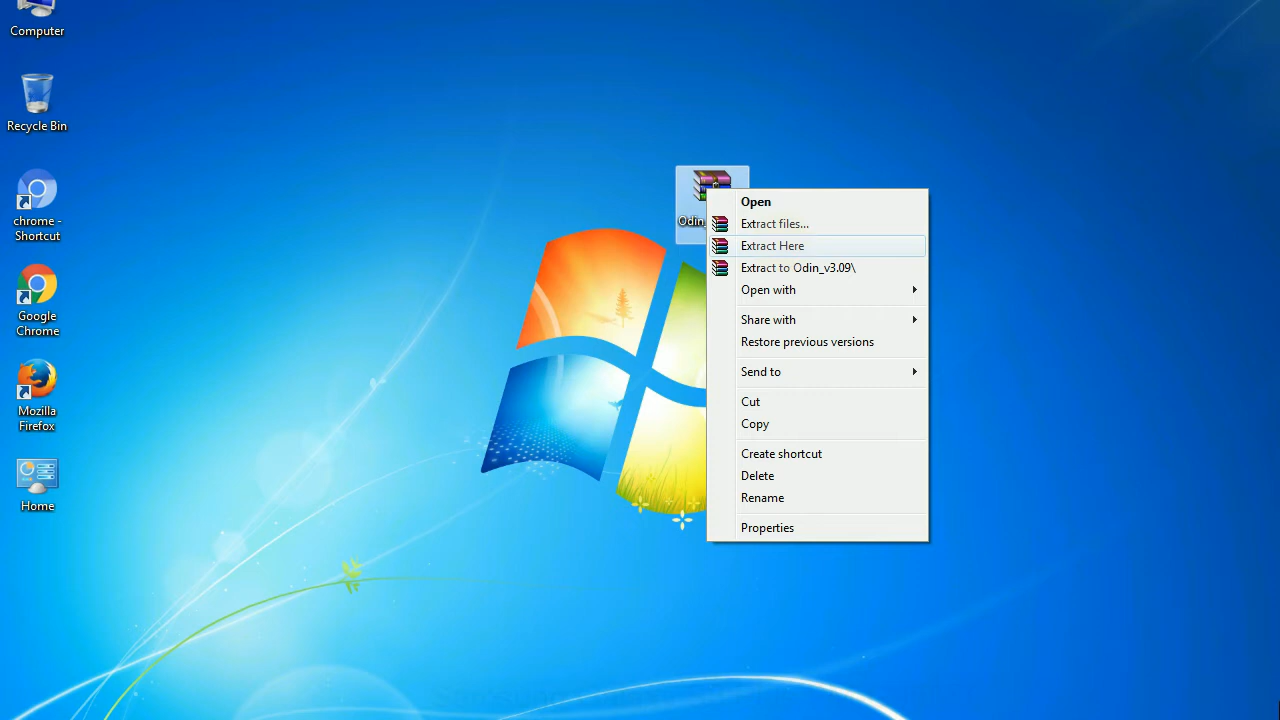 Computer
Recycle Bin
chrome -
Shortcut
Google
Chrome
Mozilla
Firefox
Home
Open
Extract files...
Extract Here
Extract to Odin_v3.09\
Open with
Share with
Restore previous versions
Send to
Cut
Copy
Create shortcut
Delete
Rename
Properties